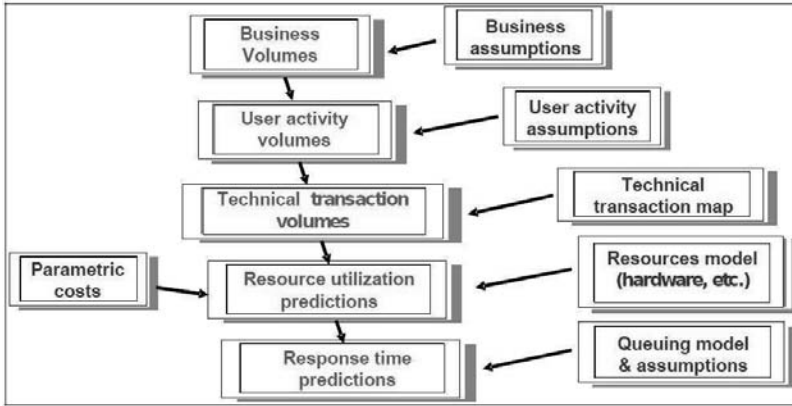 Business
Volumes
Business
assumptions
User activity
volumes
User activity
assumptions
Technical transaction
volumes
Technical
transaction map
Parametric
costs
Resource utilization
predictions
Resources model
(hardware, etc.)
Response time
predictions
Queuing model
& assumptions